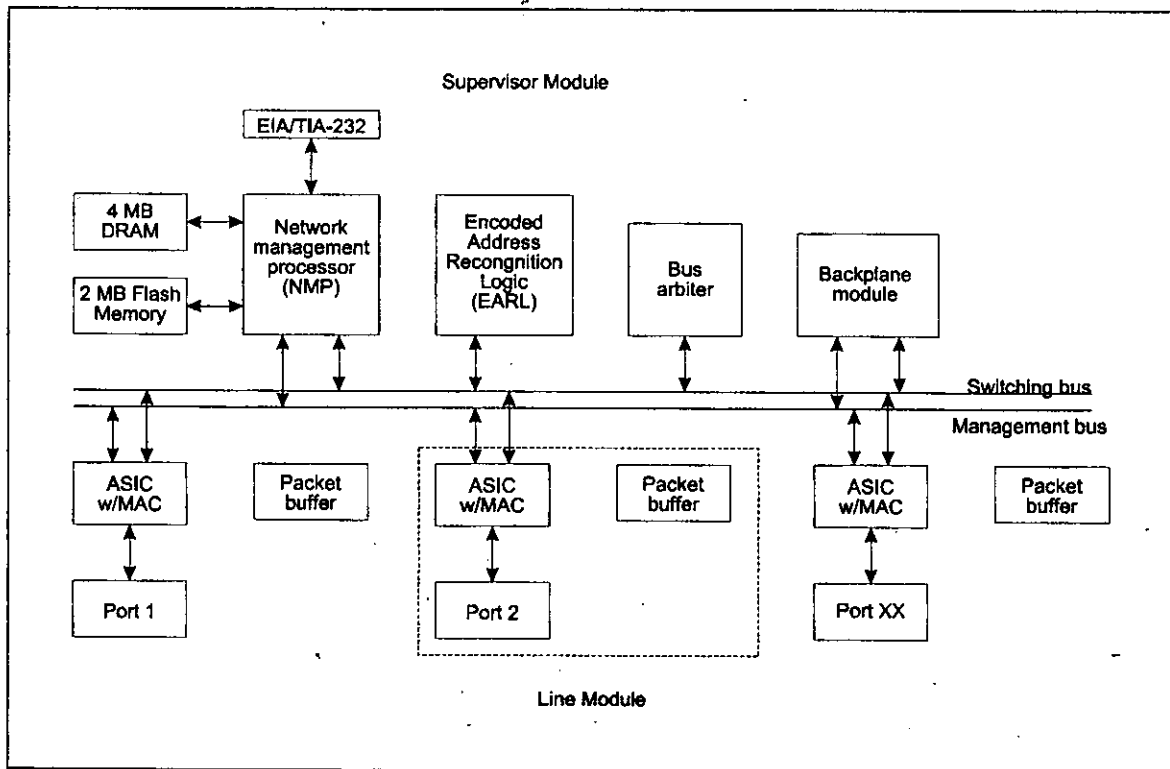 Supervisor Module
EIA/TIA-232
4 MB
DRAM
2 MB Flash
Memory
Network
management
processor
(NMP)
Encoded
Address
Recongnition
Logic
(EARL)
Bus
arbiter
Backplane
module
Switching bus
Management bus
ASIC
w/MAC
Packet
buffer
ASIC
w/MAC
Packet
buffer
ASIC
w/MAC
Packet
buffer
Port 1
Port 2
Port XX
Line Module